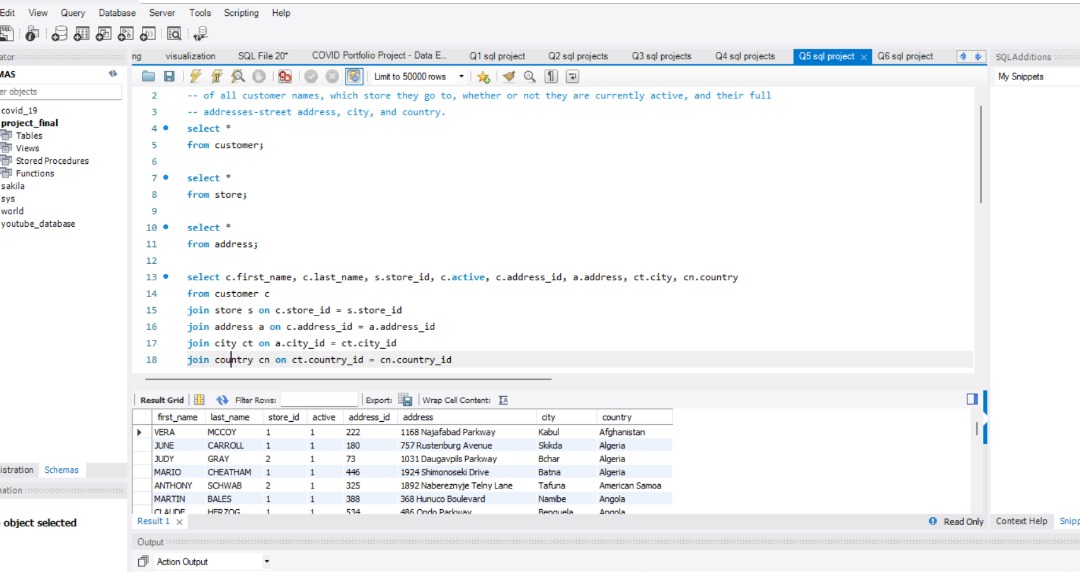 Edit View Query Database Server Tools Scripting Help
ng visualization SQL File 20* COVID Portfolio Project - Data E... Q1 sql project Q2 sql projects Q3 sql projects Q4 sql projects Q5 sql project Q6 sql project
SQLAdditions
ator
MAS
er objects
covid_19
project_final
Tables
Views
Stored Procedures
Functions
sakila
sys
world
youtube_database
istration Schemas
ation
object selected
Limit to 50000 rows
My Snippets
2 -- of all customer names, which store they go to, whether or not they are currently active, and their full
3 -- addresses-street address, city, and country.
4 select *
5 from customer;
6
7 select *
8 from store;
9
10 select *
11 from address;
12
13 select c.first_name, c.last_name, s.store_id, c.active, c.address_id, a.address, ct.city, cn.country
14 from customer c
15 join store s on c.store_id = s.store_id
16 join address a on c.address_id = a.address_id
17 join city ct on a.city_id = ct.city_id
18 join country cn on ct.country_id = cn.country_id
Result Grid Filter Rows: Export: Wrap Cell Content:
first_name last_name store_id active address_id address city country
VERA MCCOY 1 1 222 1168 Najafabad Parkway Kabul Afghanistan
JUNE CARROLL 1 1 180 757 Rustenburg Avenue Skikda Algeria
JUDY GRAY 2 1 73 1031 Daugavpils Parkway Bchar Algeria
MARIO CHEATHAM 1 1 446 1924 Shimonoseki Drive Batna Algeria
ANTHONY SCHWAB 2 1 325 1892 Nabereznyje Telny Lane Tafuna American Samoa
MARTIN BALES 1 1 388 368 Hunuco Boulevard Namibe Angola
CLAUDE HERZOG 1 1 534 486 Ondo Parkway Benguela Angola
Result 1 Read Only Context Help Snipp
Output
Action Output